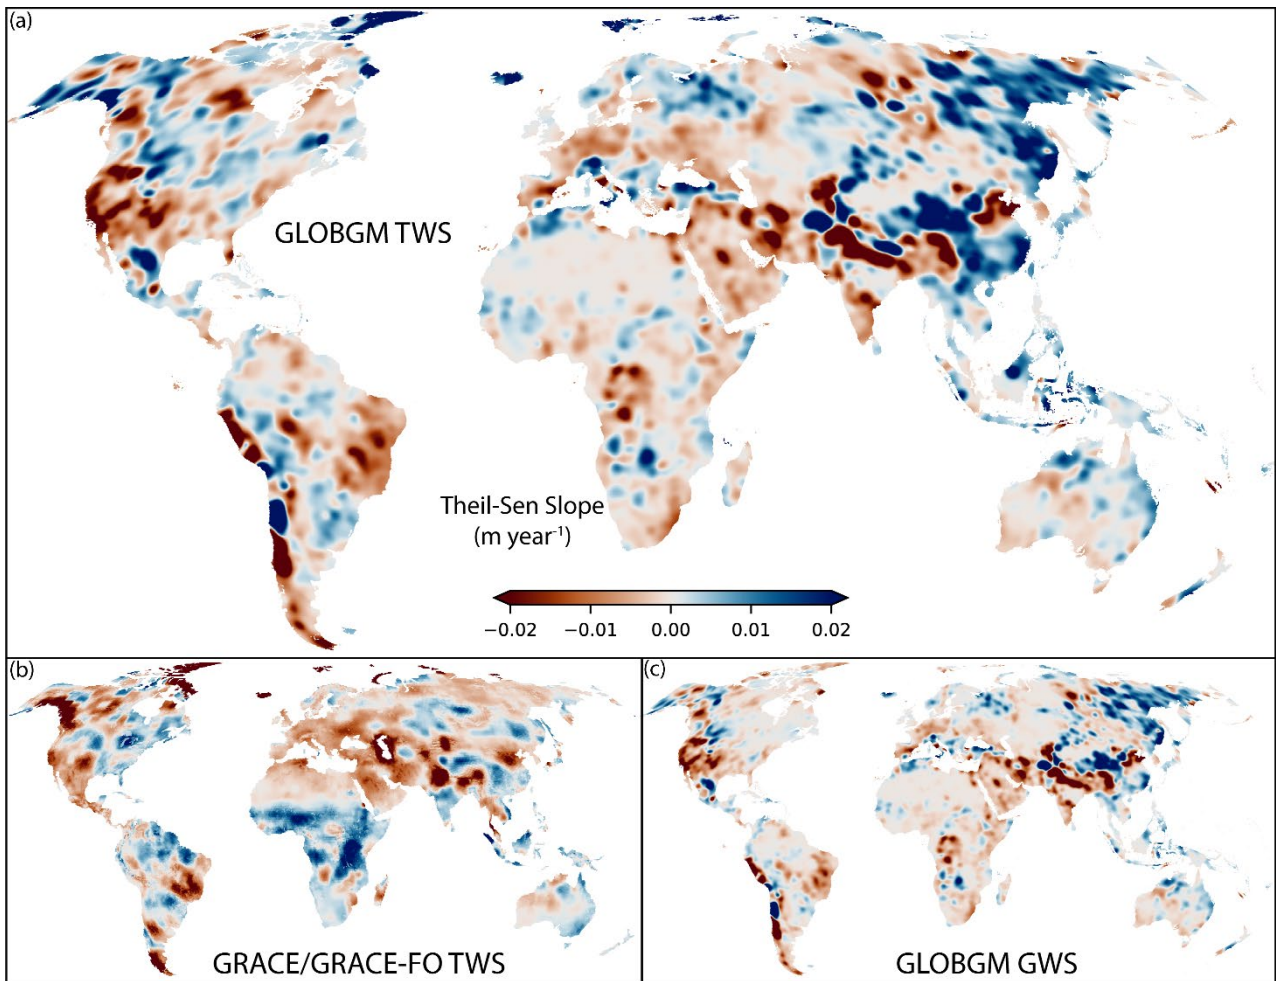 (a)
GLOBGM TWS
Theil-Sen Slope
(m year⁻¹)
−0.02 −0.01 0.00 0.01 0.02
(b)
GRACE/GRACE-FO TWS
(c)
GLOBGM GWS